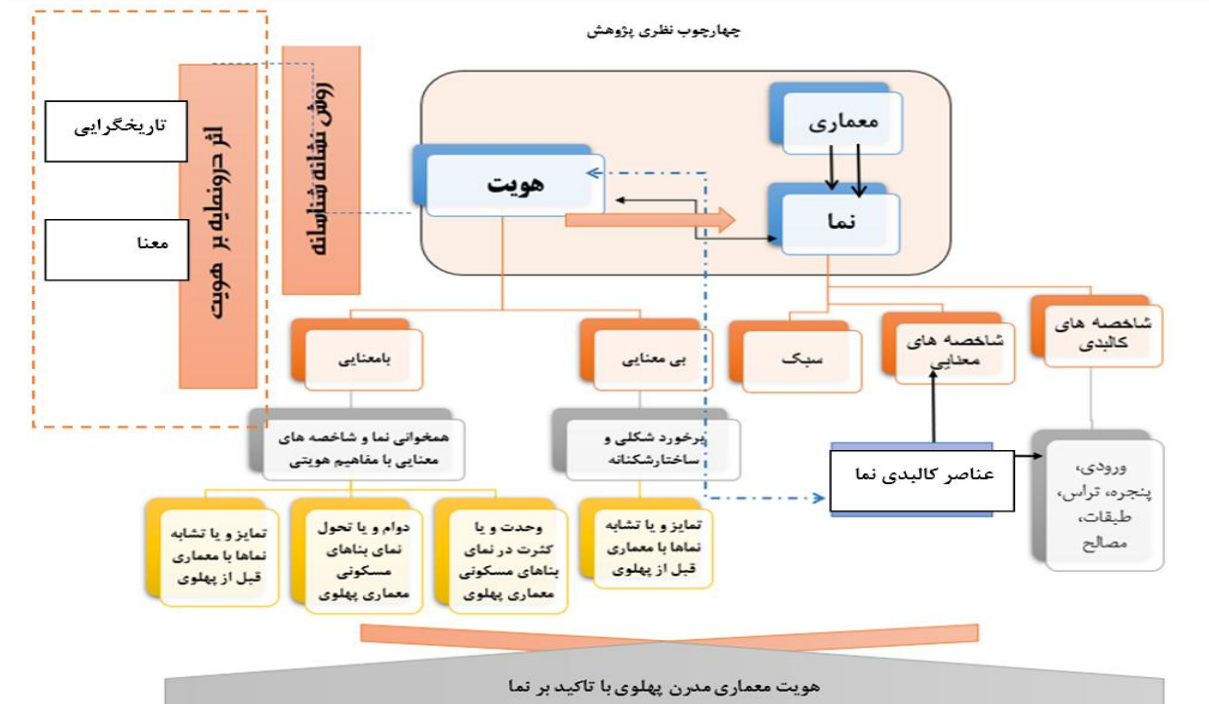 چهارچوب نظری پژوهش
معماری
نما
هویت
روش نشانه شناسانه
اثر درونمایه بر هویت
تاریخگرایی
معنا
شاخصه های
کالبدی
شاخصه های
معنایی
سبک
بی معنایی
بامعنایی
ورودی،
پنجره، تراس،
طبقات،
مصالح
عناصر کالبدی نما
برخورد شکلی و
ساختارشکنانه
همخوانی نما و شاخصه های
معنایی با مفاهیم هویتی
تمایز و یا تشابه
نماها با معماری
قبل از پهلوی
وحدت و یا
کثرت در نمای
بناهای مسکونی
معماری پهلوی
دوام و یا تحول
نمای بناهای
مسکونی
معماری پهلوی
تمایز و یا تشابه
نماها با معماری
قبل از پهلوی
هویت معماری مدرن پهلوی با تاکید بر نما